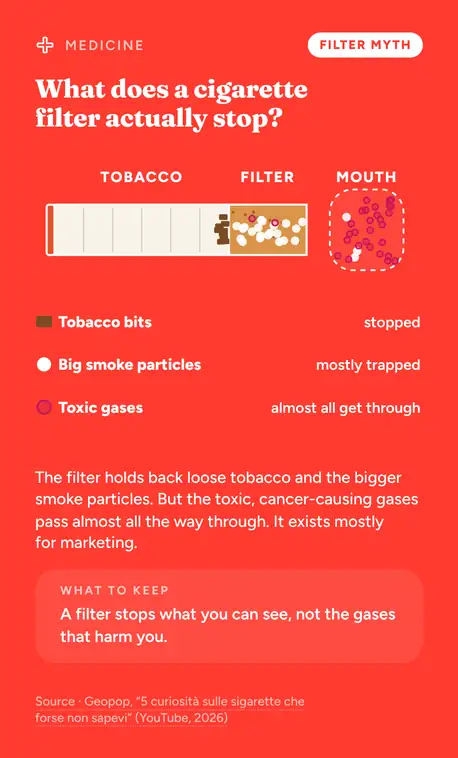 MEDICINE
FILTER MYTH
What does a cigarette
filter actually stop?
TOBACCO
FILTER
MOUTH
Tobacco bits
stopped
Big smoke particles
mostly trapped
Toxic gases
almost all get through
The filter holds back loose tobacco and the bigger
smoke particles. But the toxic, cancer-causing gases
pass almost all the way through. It exists mostly
for marketing.
WHAT TO KEEP
A filter stops what you can see, not the gases
that harm you.
Source · Geopop, “5 curiosità sulle sigarette che
forse non sapevi” (YouTube, 2026)